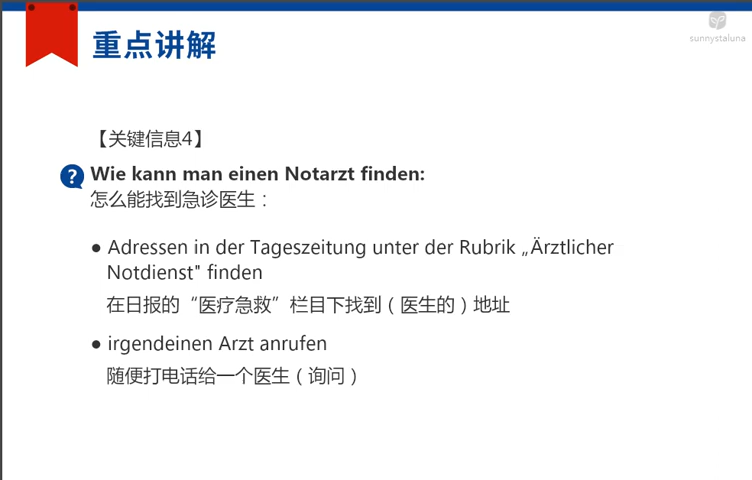 重点讲解
sunnystaluna
【关键信息4】
? Wie kann man einen Notarzt finden:
怎么能找到急诊医生：
● Adressen in der Tageszeitung unter der Rubrik „Ärztlicher
Notdienst" finden
在日报的“医疗急救”栏目下找到（医生的）地址
● irgendeinen Arzt anrufen
随便打电话给一个医生（询问）